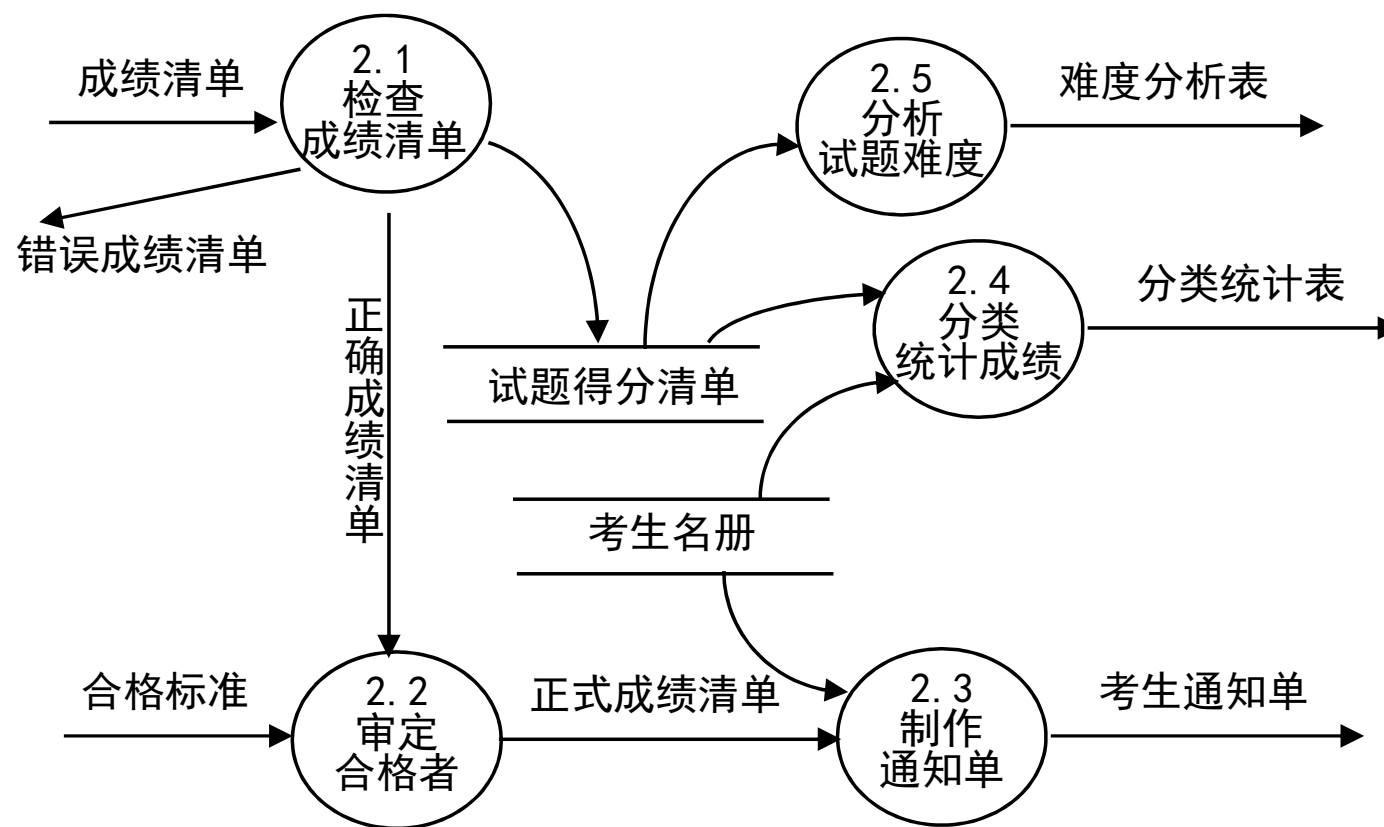 成绩清单
2.1
检查
成绩清单
2.5
分析
试题难度
难度分析表
错误成绩清单
2.4
分类
统计成绩
分类统计表
正确成绩清单
试题得分清单
考生名册
合格标准
2.2
审定
合格者
正式成绩清单
2.3
制作
通知单
考生通知单